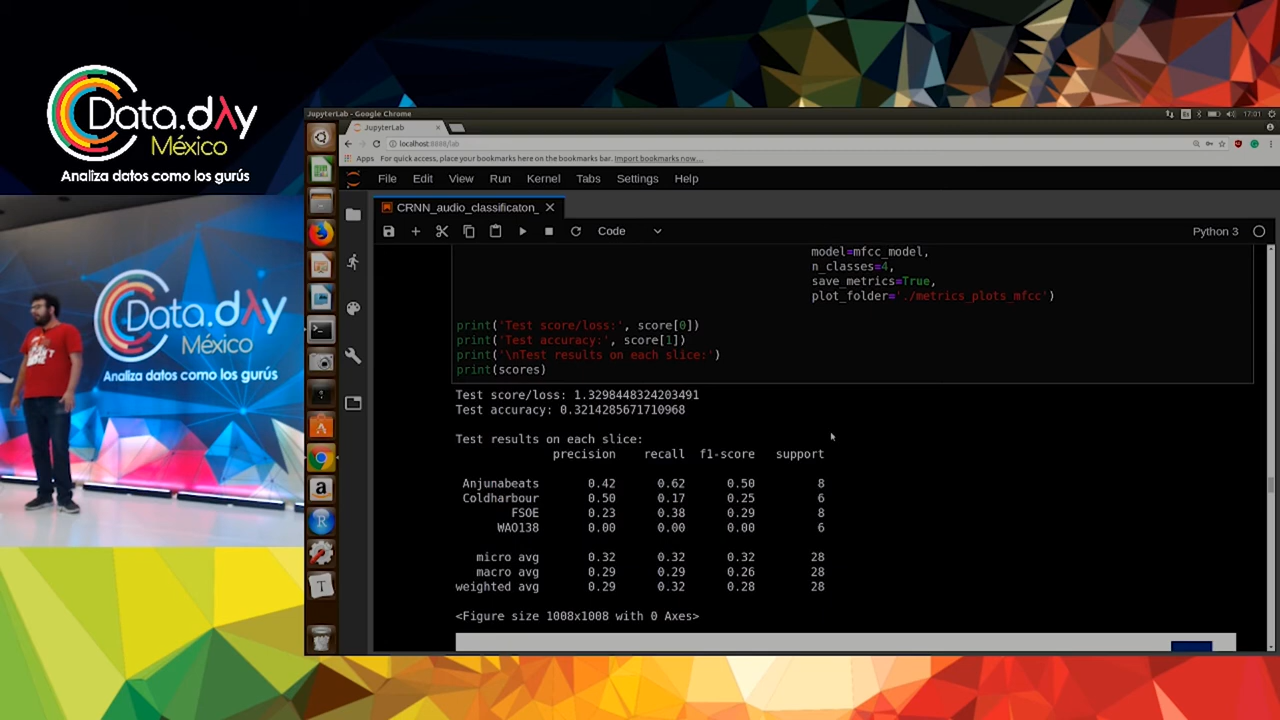 Data.dλy
México
Analiza datos como los gurús
Data.dλy
México
Analiza datos como los gurús
JupyterLab - Google Chrome
17:01
JupyterLab
localhost:8888/lab
Apps For quick access, place your bookmarks here on the bookmarks bar. Import bookmarks now...
File Edit View Run Kernel Tabs Settings Help
CRNN_audio_classificaton_
Code
Python 3
model=mfcc_model,
n_classes=4,
save_metrics=True,
plot_folder='./metrics_plots_mfcc')
print('Test score/loss:', score[0])
print('Test accuracy:', score[1])
print('\nTest results on each slice:')
print(scores)
Test score/loss: 1.3298448324203491
Test accuracy: 0.3214285671710968
Test results on each slice:
precision recall f1-score support
Anjunabeats 0.42 0.62 0.50 8
Coldharbour 0.50 0.17 0.25 6
FSOE 0.23 0.38 0.29 8
WAO138 0.00 0.00 0.00 6
micro avg 0.32 0.32 0.32 28
macro avg 0.29 0.29 0.26 28
weighted avg 0.29 0.32 0.28 28
<Figure size 1008x1008 with 0 Axes>